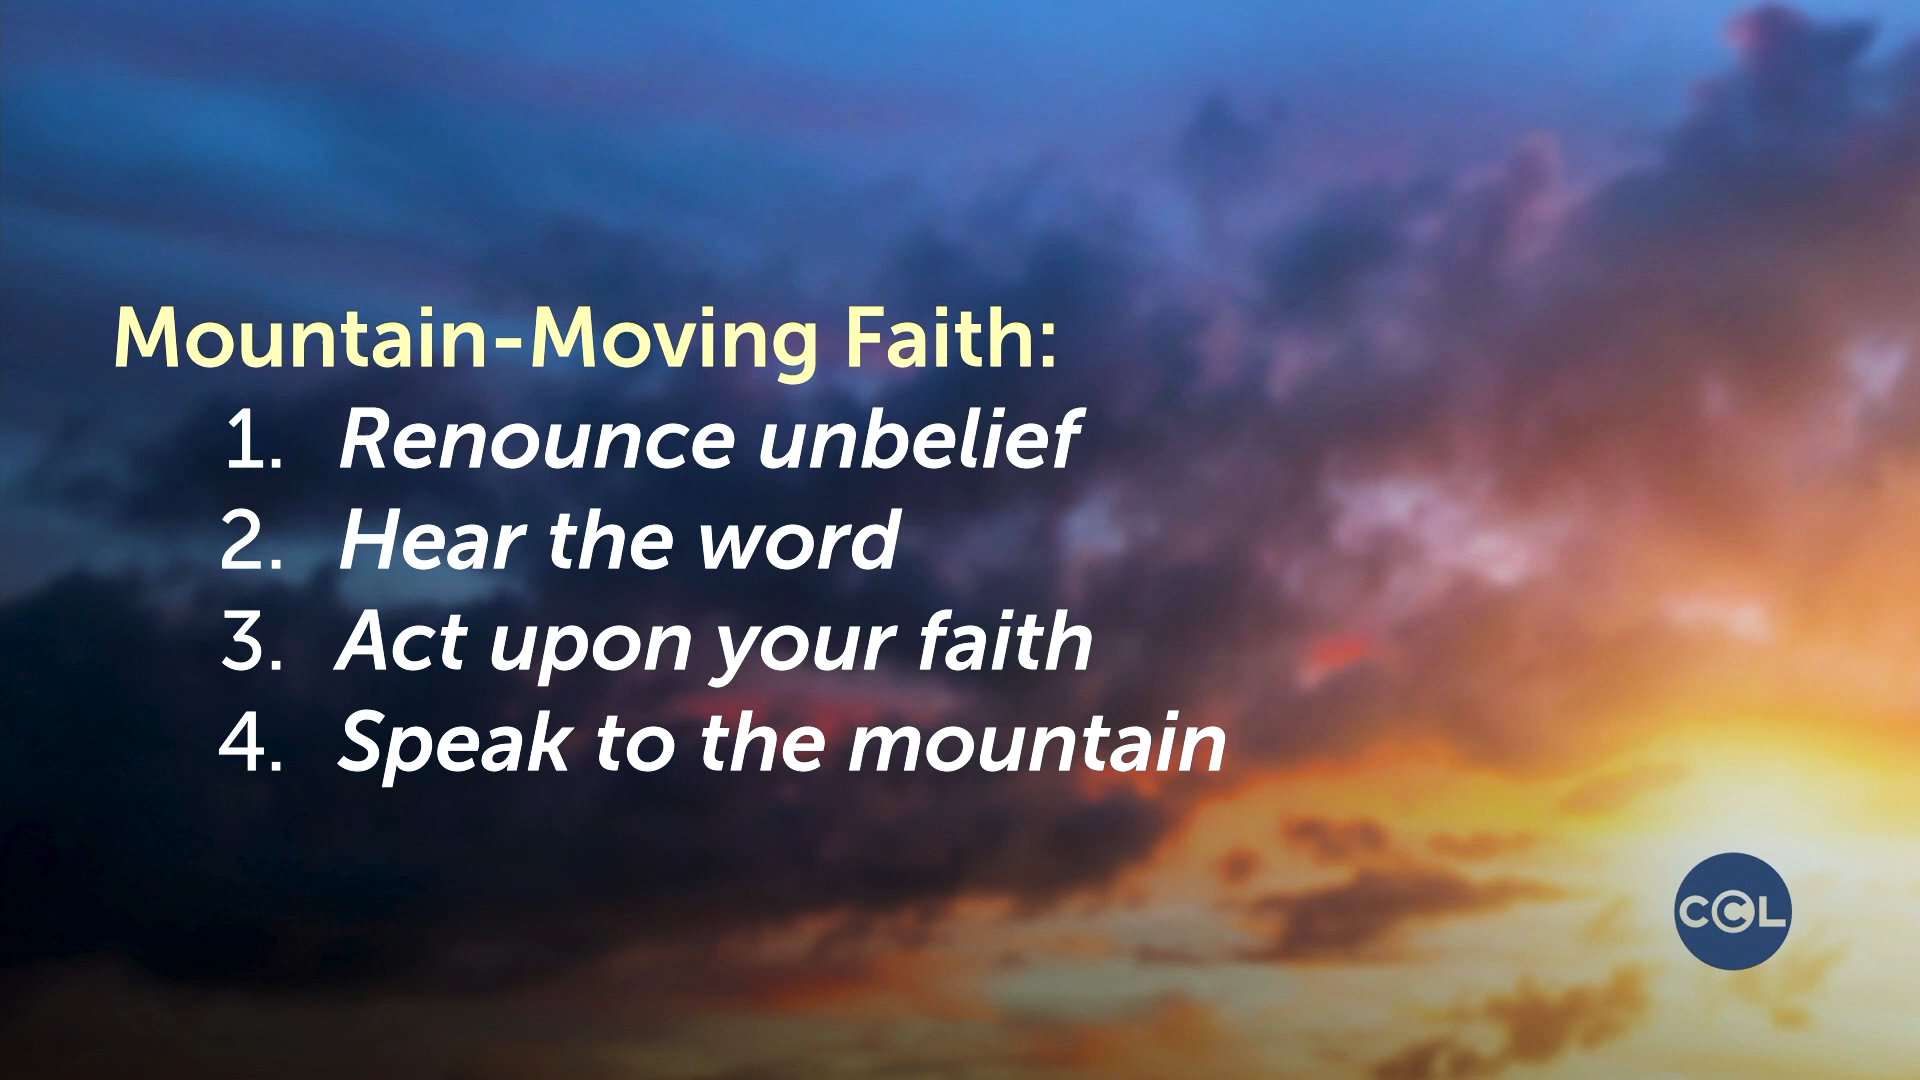 Mountain-Moving Faith:
1. Renounce unbelief
2. Hear the word
3. Act upon your faith
4. Speak to the mountain
CCL